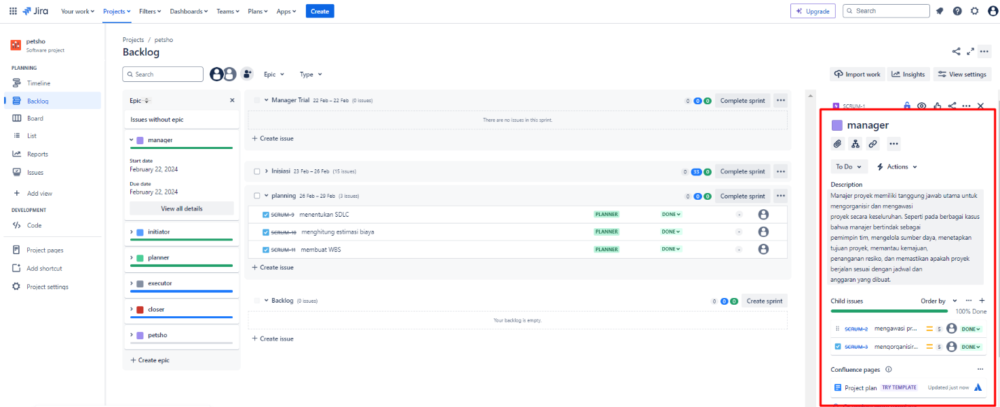 Jira Your work Projects Filters Dashboards Teams Plans Apps Create Upgrade Search
petsho
Software project
PLANNING
Timeline
Backlog
Board
List
Reports
Issues
Add view
DEVELOPMENT
Code
Project pages
Add shortcut
Project settings
Projects / petsho
Backlog
Search Epic Type Import work Insights View settings
Epic
Issues without epic
manager
Start date
February 22, 2024
Due date
February 22, 2024
View all details
initiator
planner
executor
closer
petsho
+ Create epic
Manager Trial 22 Feb – 22 Feb (0 issues) 0 0 0 Complete sprint
There are no issues in this sprint.
+ Create issue
Inisiasi 23 Feb – 26 Feb (15 issues) 0 33 0 Complete sprint
planning 26 Feb – 29 Feb (3 issues) 0 0 0 Complete sprint
SCRUM-9 menentukan SDLC PLANNER DONE -
SCRUM-10 menghitung estimasi biaya PLANNER DONE -
SCRUM-11 membuat WBS PLANNER DONE -
+ Create issue
Backlog (0 issues) 0 0 0 Create sprint
Your backlog is empty.
+ Create issue
SCRUM-1
manager
To Do Actions
Description
Manajer proyek memiliki tanggung jawab utama untuk
mengorganisir dan mengawasi
proyek secara keseluruhan. Seperti pada berbagai kasus
bahwa manajer bertindak sebagai
pemimpin tim, mengelola sumber daya, menetapkan
tujuan proyek, memantau kemajuan,
penanganan resiko, dan memastikan apakah proyek
berjalan sesuai dengan jadwal dan
anggaran yang dibuat.
Child issues Order by
100% Done
SCRUM-2 mengawasi pr... 5 DONE
SCRUM-3 mengorganisir... 5 DONE
Confluence pages
Project plan TRY TEMPLATE Updated just now